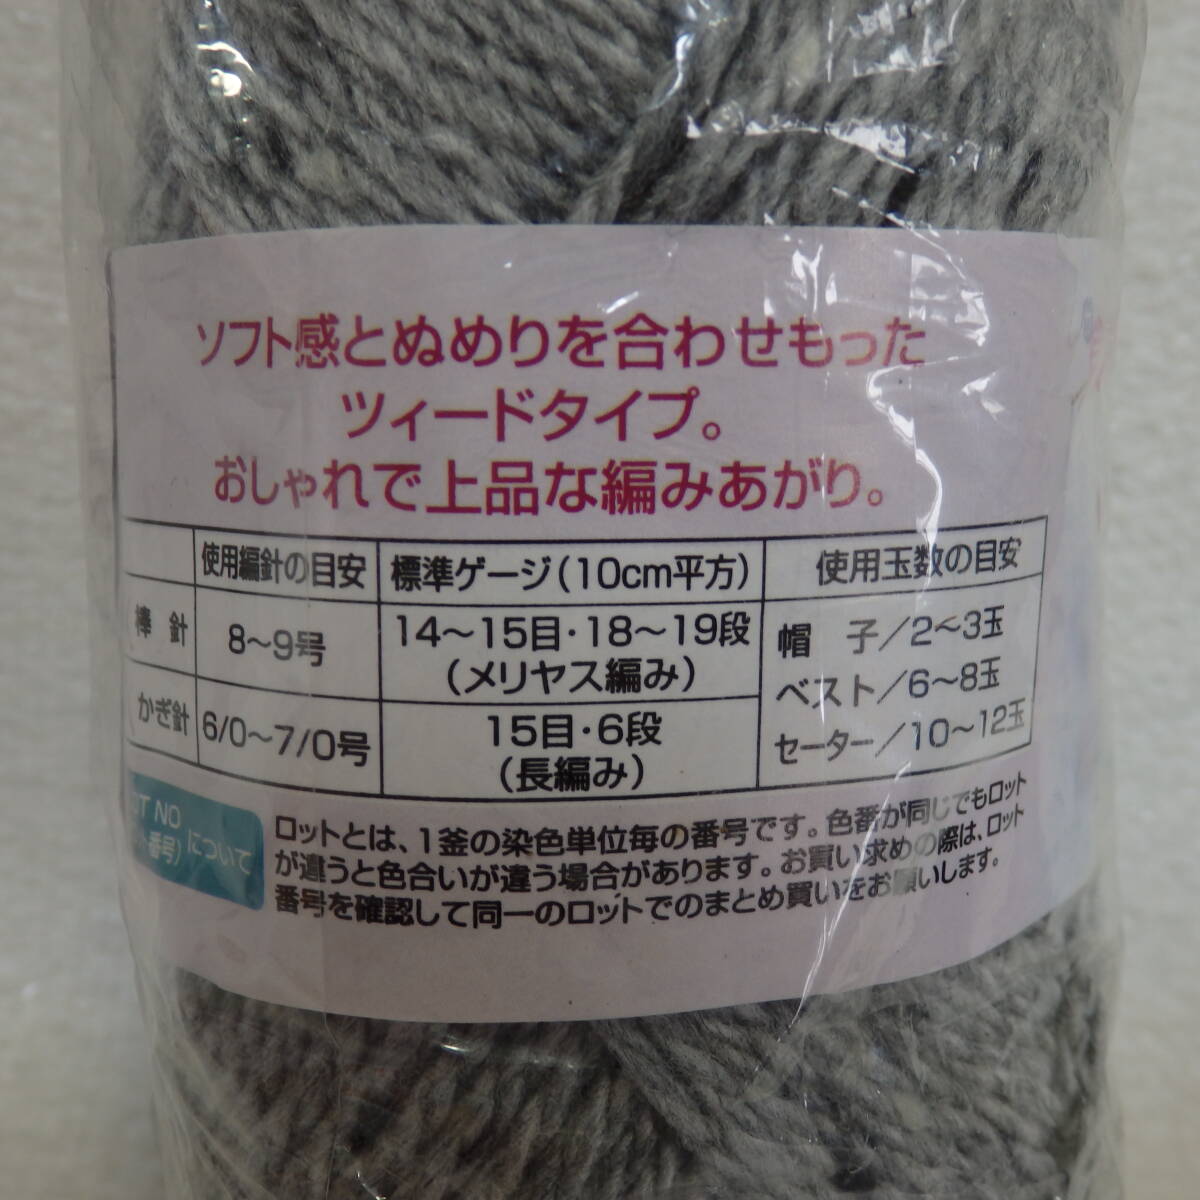 ソフト感とぬめりを合わせもった
ツィードタイプ。
おしゃれで上品な編みあがり。
使用編針の目安 標準ゲージ(10cm平方) 使用玉数の目安
棒 針 8〜9号 14〜15目・18〜19段
(メリヤス編み)
かぎ針 6/0〜7/0号 15目・6段
(長編み)
帽 子/2〜3玉
ベスト/6〜8玉
セーター/10〜12玉
NO
番号)
について
ロットとは、1釜の染色単位毎の番号です。色番が同じでもロット
が違うと色合いが違う場合があります。お買い求めの際は、ロット
番号を確認して同一のロットでのまとめ買いをお願いします。